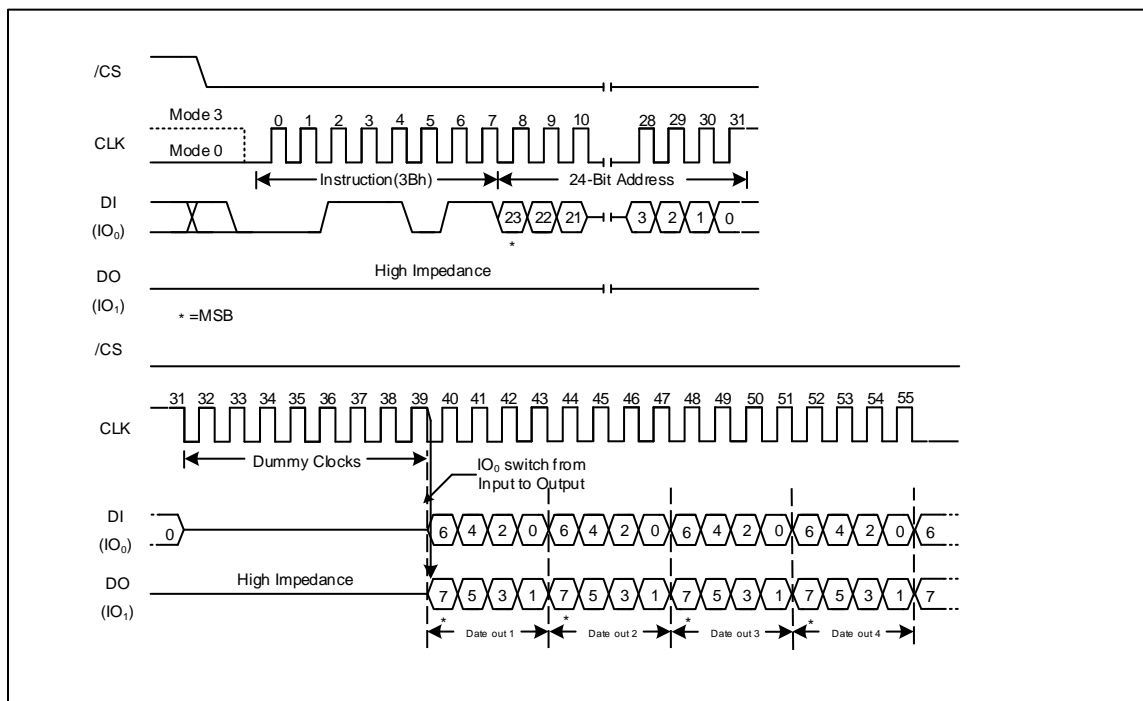 /CS
Mode 3
0 1 2 3 4 5 6 7 8 9 10 28 29 30 31
CLK
Mode 0
Instruction(3Bh) 24-Bit Address
DI
(IO0)
23 22 21 3 2 1 0
*
DO
(IO1)
High Impedance
* =MSB
/CS
31 32 33 34 35 36 37 38 39 40 41 42 43 44 45 46 47 48 49 50 51 52 53 54 55
CLK
Dummy Clocks
IO0 switch from
Input to Output
DI
(IO0)
0 6 4 2 0 6 4 2 0 6 4 2 0 6 4 2 0 6
DO
(IO1)
High Impedance
7 5 3 1 7 5 3 1 7 5 3 1 7 5 3 1 7
* * * *
Date out 1 Date out 2 Date out 3 Date out 4